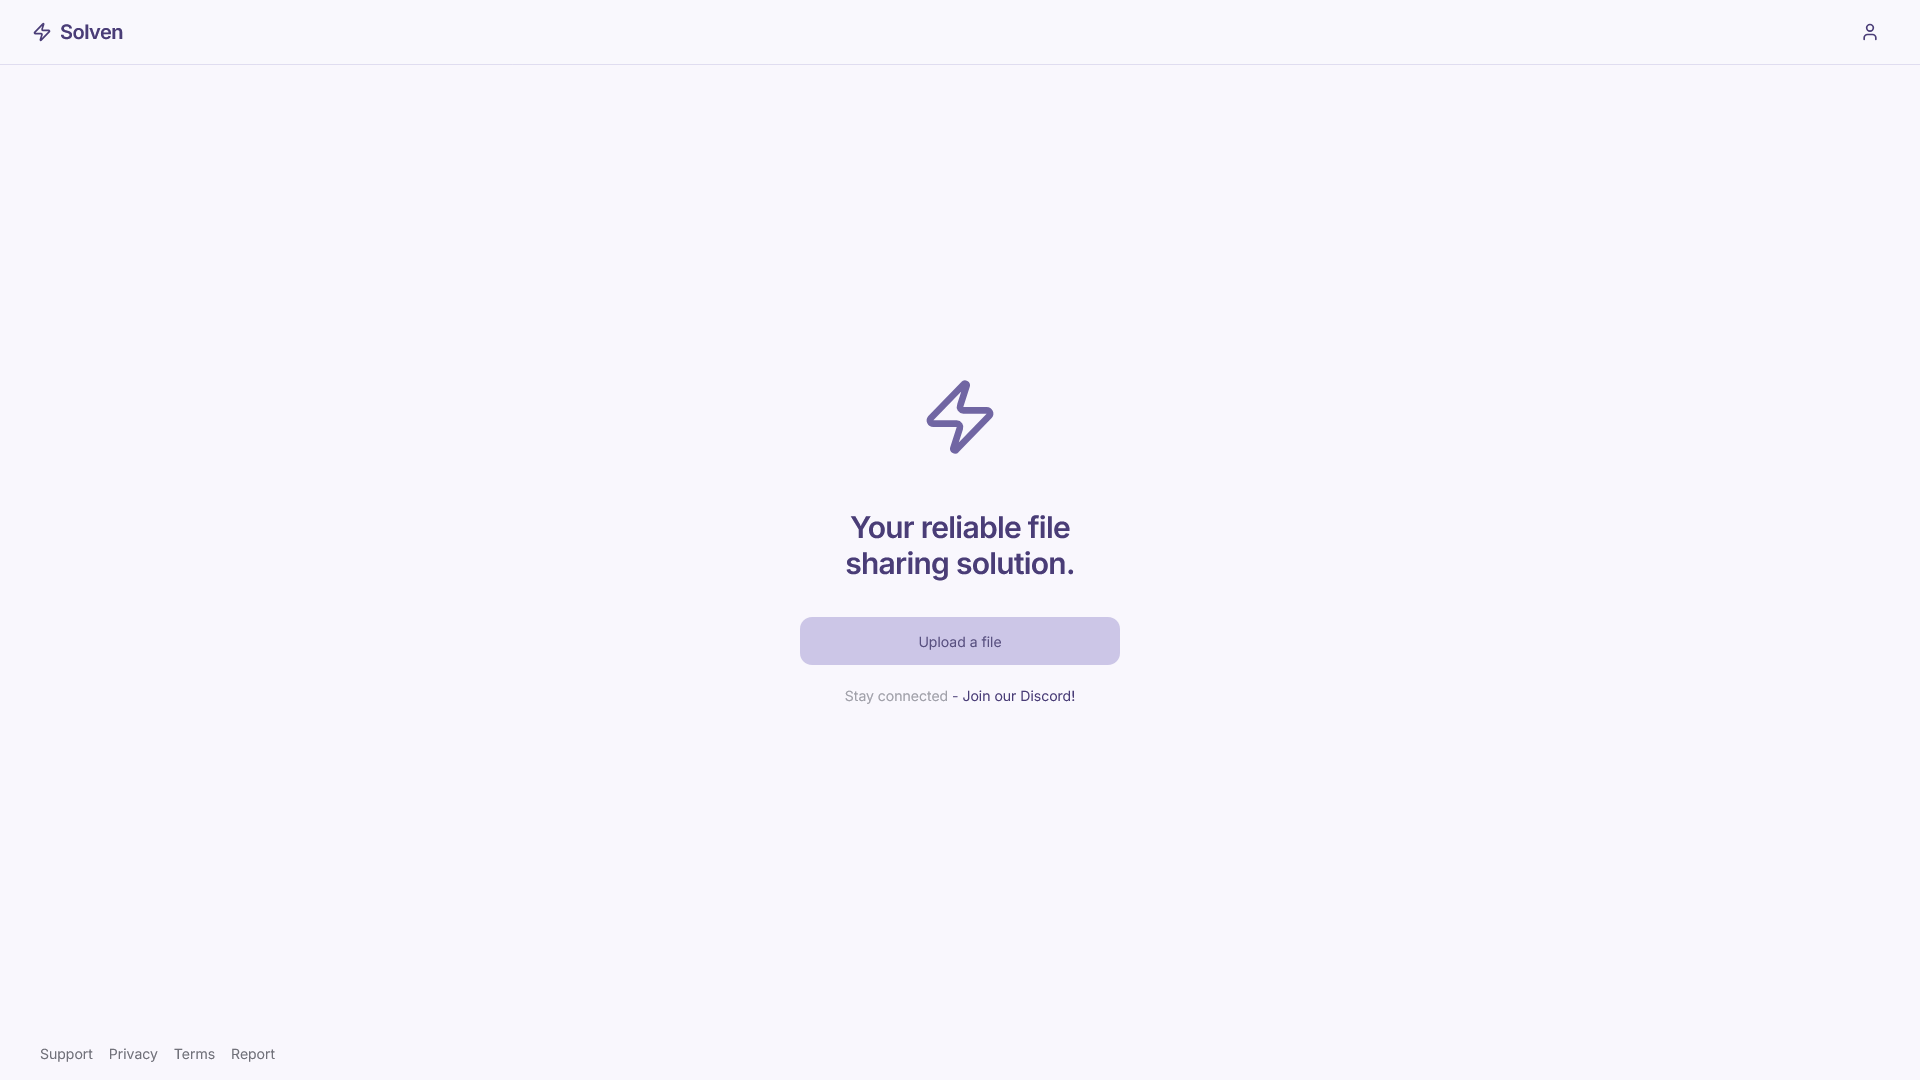 Solven
Your reliable file
sharing solution.
Upload a file
Stay connected - Join our Discord!
Support Privacy Terms Report